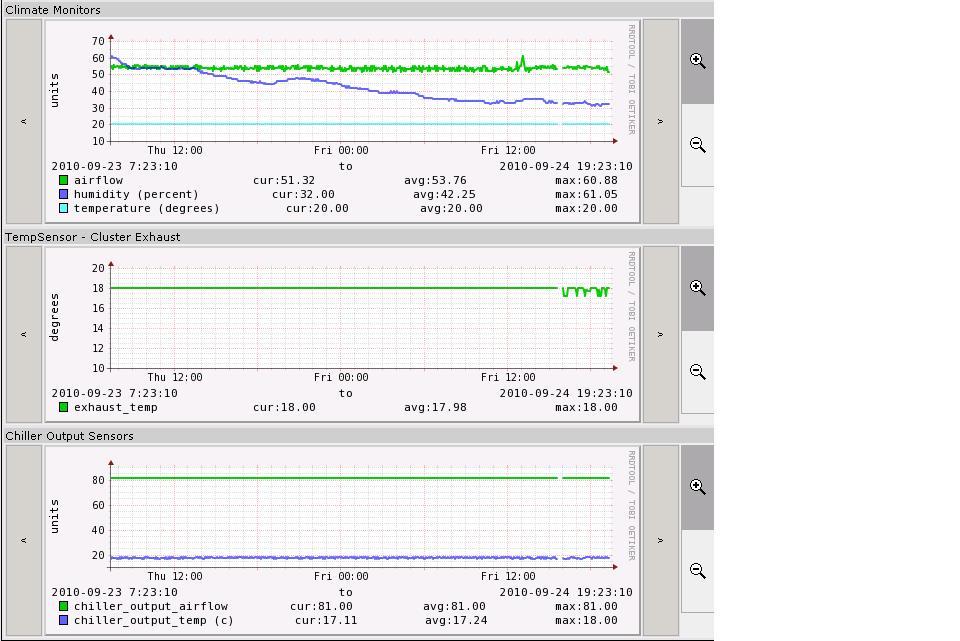 Climate Monitors
RRDTOOL / TOBI OETIKER
units
70
60
50
40
30
20
10
Thu 12:00 Fri 00:00 Fri 12:00
2010-09-23 7:23:10 to 2010-09-24 19:23:10
airflow cur:51.32 avg:53.76 max:60.88
humidity (percent) cur:32.00 avg:42.25 max:61.05
temperature (degrees) cur:20.00 avg:20.00 max:20.00
<
>
TempSensor - Cluster Exhaust
RRDTOOL / TOBI OETIKER
degrees
20
18
16
14
12
10
Thu 12:00 Fri 00:00 Fri 12:00
2010-09-23 7:23:10 to 2010-09-24 19:23:10
exhaust_temp cur:18.00 avg:17.98 max:18.00
<
>
Chiller Output Sensors
RRDTOOL / TOBI OETIKER
units
80
60
40
20
Thu 12:00 Fri 00:00 Fri 12:00
2010-09-23 7:23:10 to 2010-09-24 19:23:10
chiller_output_airflow cur:81.00 avg:81.00 max:81.00
chiller_output_temp (c) cur:17.11 avg:17.24 max:18.00
<
>